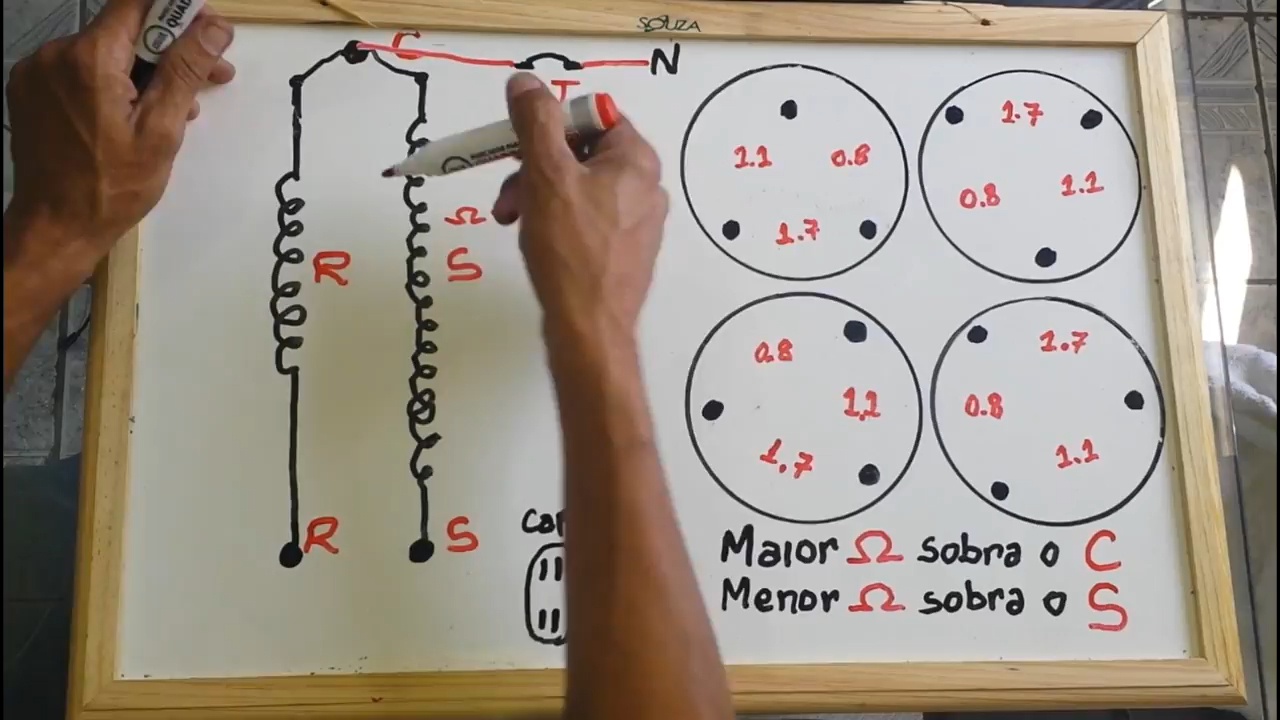 SOUZA
C
N
T
R
Ω
S
R
S
1.1 0.8
1.7
1.7
0.8 1.1
0.8
1,1
1,7
1.7
0.8
1.1
Maior Ω sobra o C
Menor Ω sobra o S